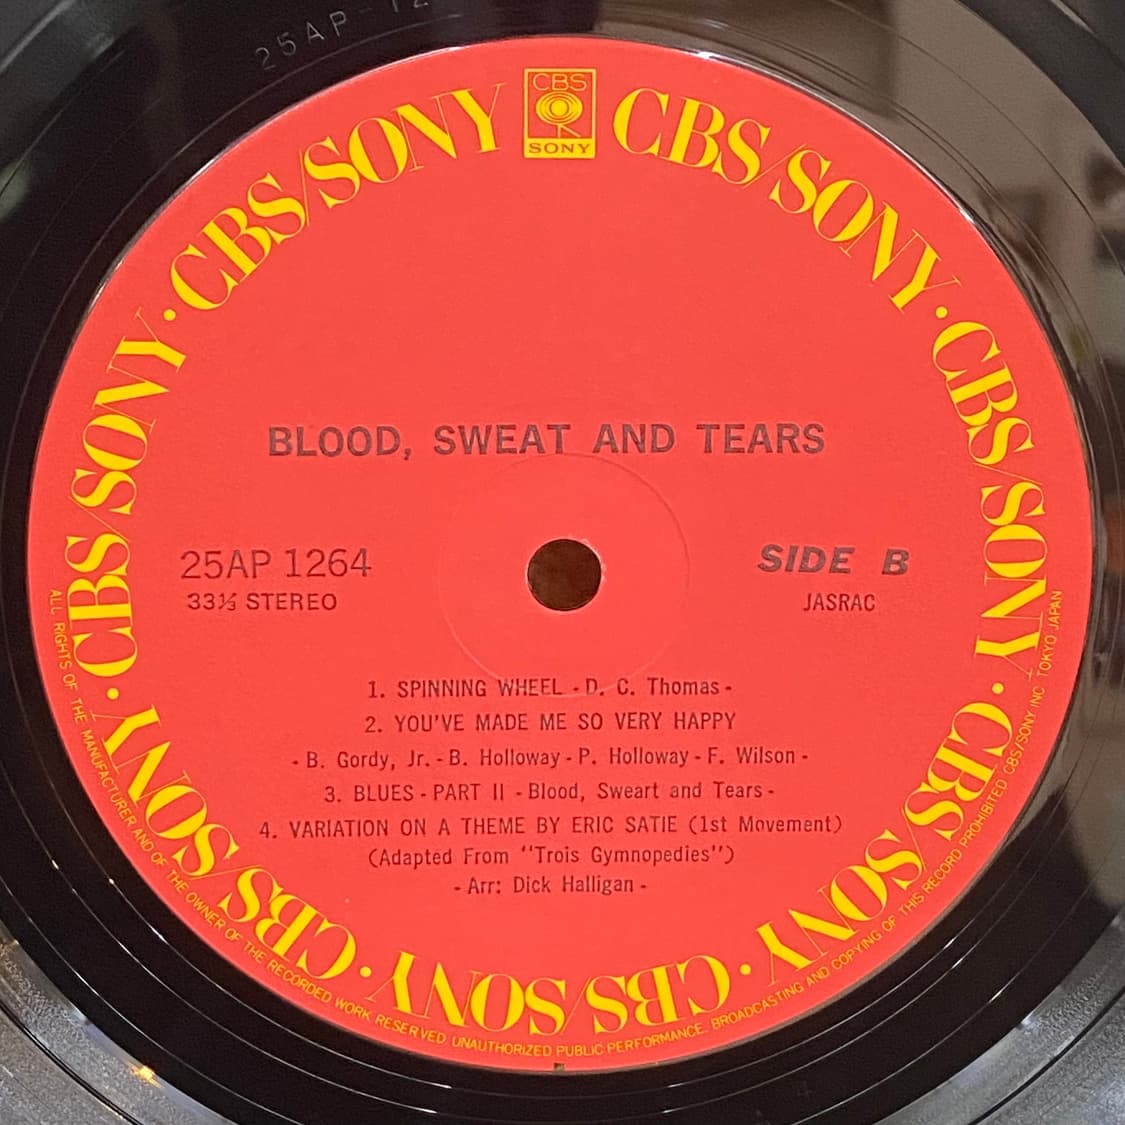 25AP-12
CBS
SONY
CBS/SONY · CBS/SONY · CBS/SONY · CBS/SONY · CBS/SONY · CBS/SONY · CBS/SONY · CBS/SONY
BLOOD, SWEAT AND TEARS
25AP 1264
33⅓ STEREO
SIDE B
JASRAC
1. SPINNING WHEEL - D. C. Thomas -
2. YOU'VE MADE ME SO VERY HAPPY
- B. Gordy, Jr. - B. Holloway - P. Holloway - F. Wilson -
3. BLUES - PART II - Blood, Sweart and Tears -
4. VARIATION ON A THEME BY ERIC SATIE (1st Movement)
(Adapted From "Trois Gymnopedies")
- Arr: Dick Halligan -
ALL RIGHTS OF THE MANUFACTURER AND OF THE OWNER OF THE RECORDED WORK RESERVED UNAUTHORIZED PUBLIC PERFORMANCE. BROADCASTING AND COPYING OF THIS RECORD PROHIBITED CBS/SONY INC. TOKYO JAPAN